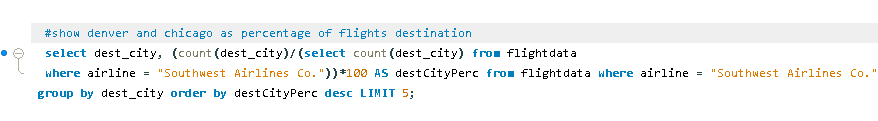 #show denver and chicago as percentage of flights destination
select dest_city, (count(dest_city)/(select count(dest_city) from flightdata
where airline = "Southwest Airlines Co."))*100 AS destCityPerc from flightdata where airline = "Southwest Airlines Co."
group by dest_city order by destCityPerc desc LIMIT 5;